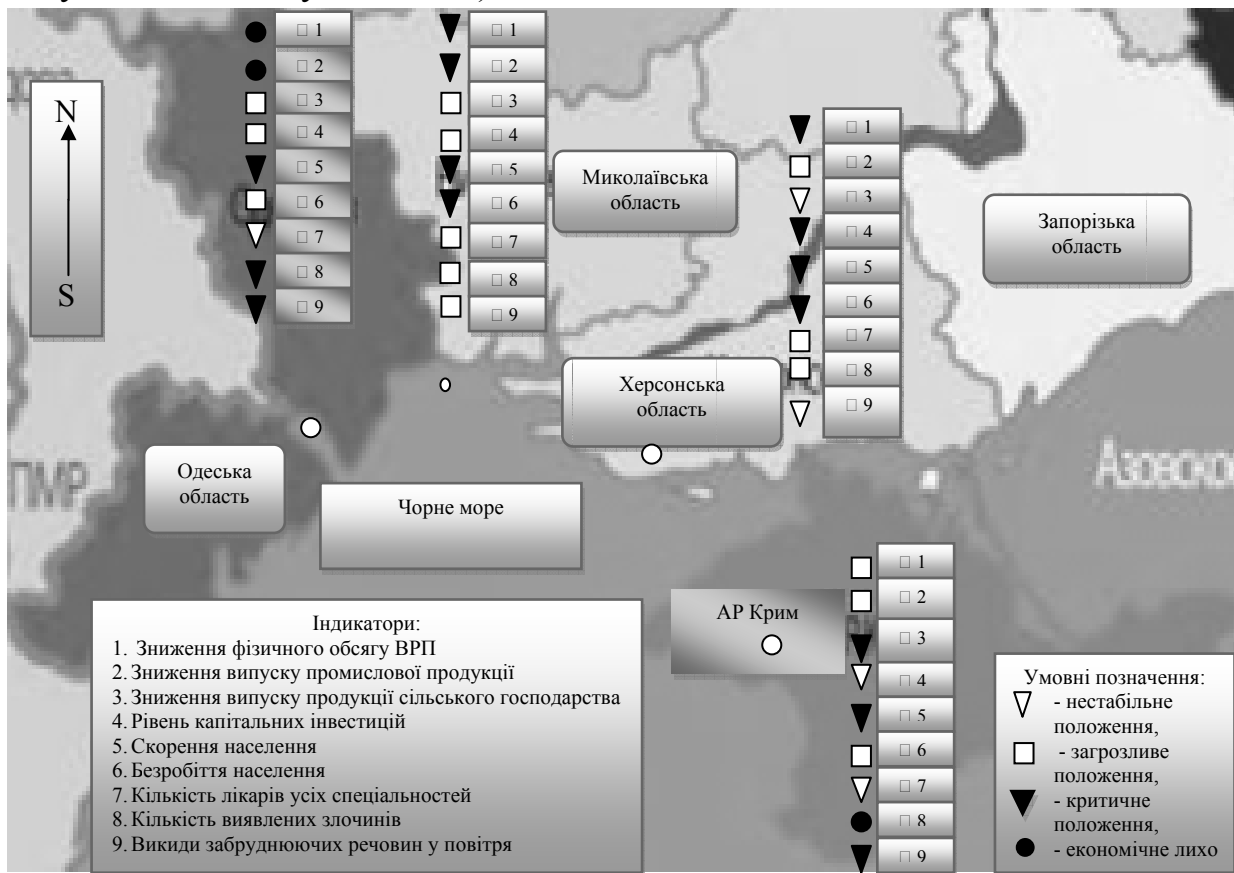 □ 1
□ 2
□ 3
□ 4
□ 5
□ 6
□ 7
□ 8
□ 9
□ 1
□ 2
□ 3
□ 4
□ 5
□ 6
□ 7
□ 8
□ 9
□ 1
□ 2
□ 3
□ 4
□ 5
□ 6
□ 7
□ 8
□ 9
N
S
Миколаївська
область
Запорізька
область
Херсонська
область
Одеська
область
ПМР
Чорне море
Азовско
АР Крим
□ 1
□ 2
□ 3
□ 4
□ 5
□ 6
□ 7
□ 8
□ 9
Індикатори:
1. Зниження фізичного обсягу ВРП
2. Зниження випуску промислової продукції
3. Зниження випуску продукції сільського господарства
4. Рівень капітальних інвестицій
5. Скорення населення
6. Безробіття населення
7. Кількість лікарів усіх спеціальностей
8. Кількість виявлених злочинів
9. Викиди забруднюючих речовин у повітря
Умовні позначення:
- нестабільне
положення,
- загрозливе
положення,
- критичне
положення,
- економічне лихо